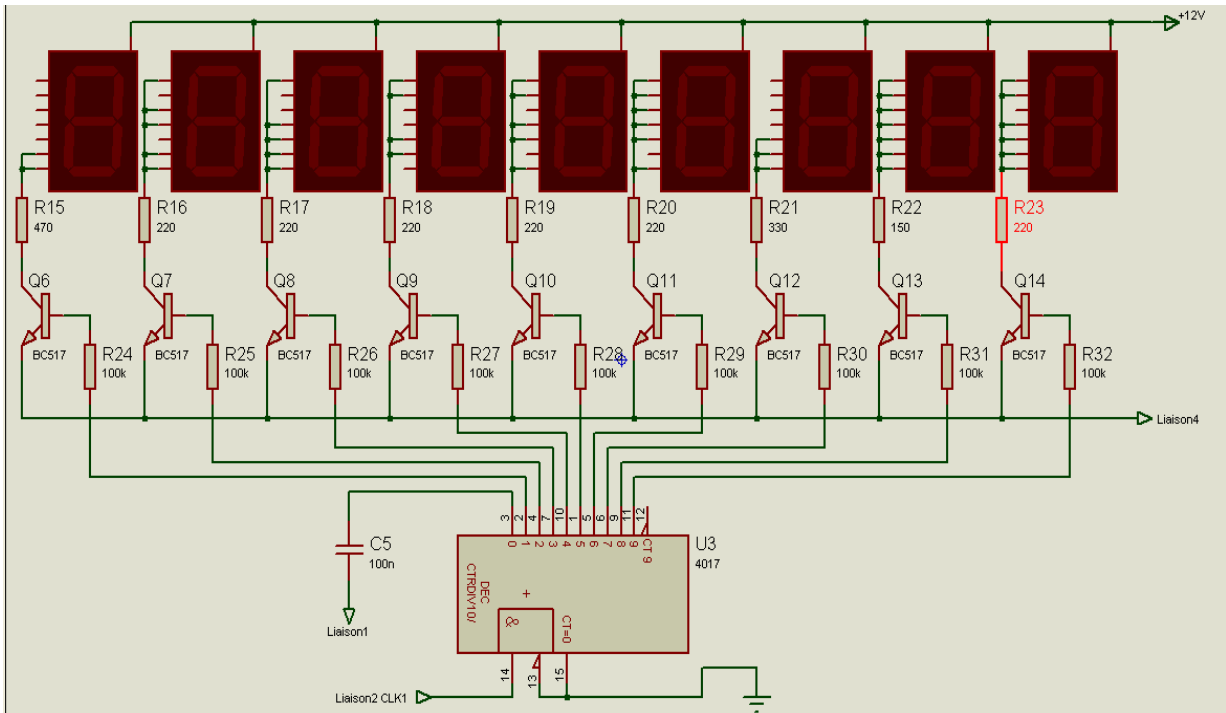 +12V
R15 R16 R17 R18 R19 R20 R21 R22 R23
470 220 220 220 220 220 330 150 220
Q6 Q7 Q8 Q9 Q10 Q11 Q12 Q13 Q14
BC517 R24 BC517 R25 BC517 R26 BC517 R27 BC517 R28 BC517 R29 BC517 R30 BC517 R31 BC517 R32
100k 100k 100k 100k 100k 100k 100k 100k 100k
Liaison4
3 2 4 7 10 1 5 6 9 11 12
0 1 2 3 4 5 6 7 8 9 CT 9
C5
100n
U3
4017
DEC
CTRDIV10/
+
&
CT=0
Liaison1
14 13 15
Liaison2 CLK1